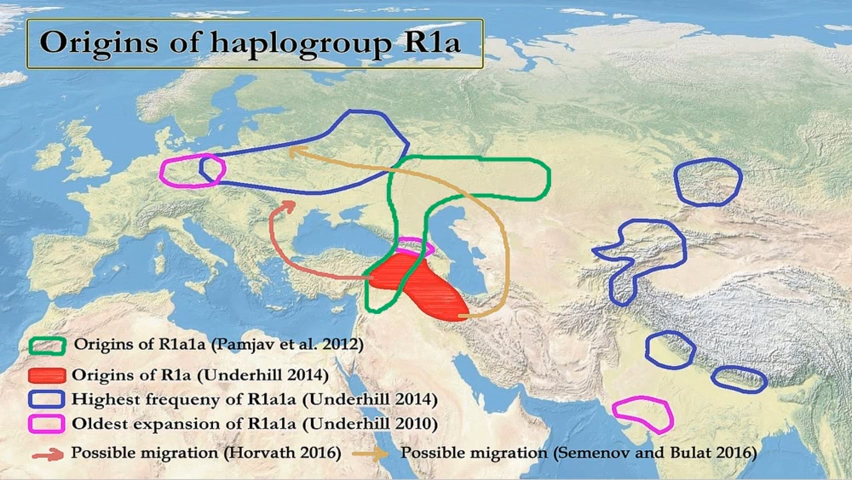 Origins of haplogroup R1a
Origins of R1a1a (Pamjav et al. 2012)
Origins of R1a (Underhill 2014)
Highest frequeny of R1a1a (Underhill 2014)
Oldest expansion of R1a1a (Underhill 2010)
Possible migration (Horvath 2016) Possible migration (Semenov and Bulat 2016)